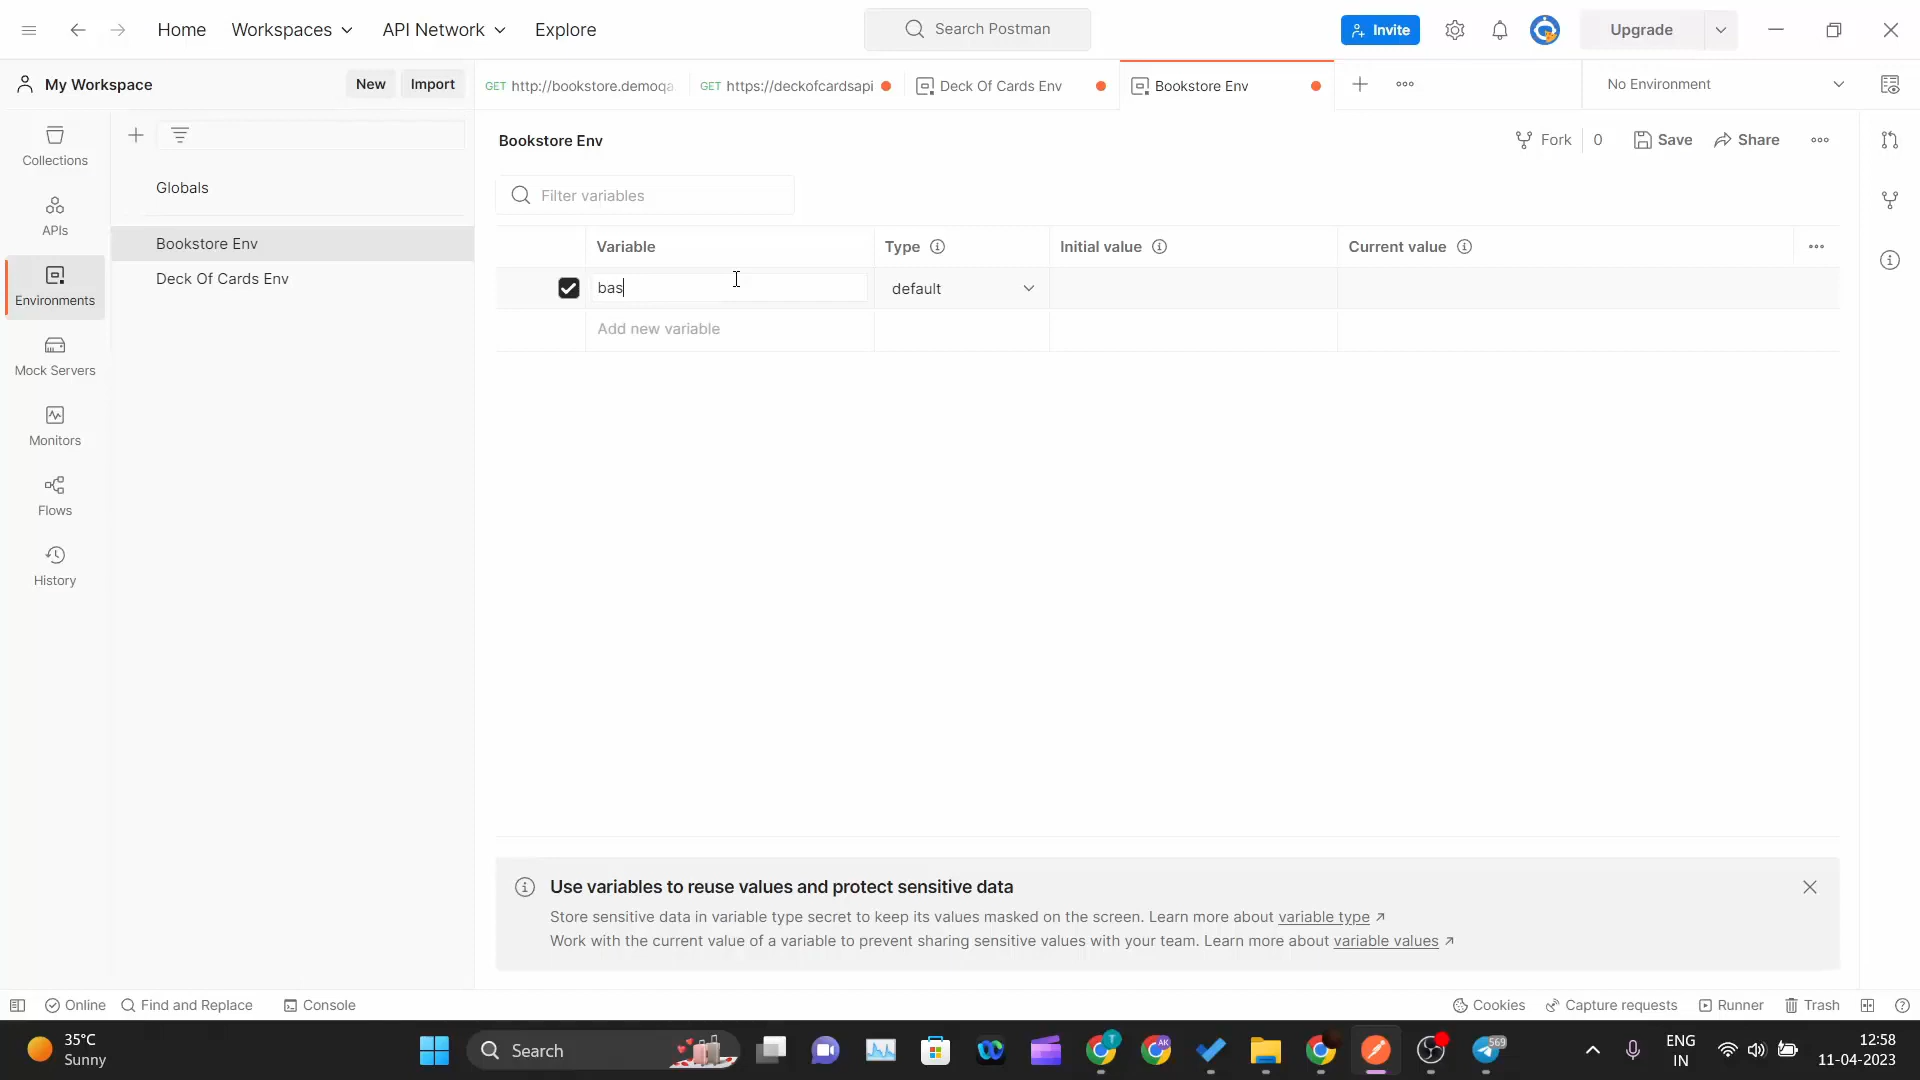 Home Workspaces API Network Explore Search Postman Invite Upgrade
My Workspace New Import GET http://bookstore.demoqa. GET https://deckofcardsapi Deck Of Cards Env Bookstore Env No Environment
Collections
Globals
Bookstore Env Fork 0 Save Share
APIs
Filter variables
Bookstore Env
Deck Of Cards Env
Variable Type Initial value Current value
Environments
bas default
Add new variable
Mock Servers
Monitors
Flows
History
Use variables to reuse values and protect sensitive data
Store sensitive data in variable type secret to keep its values masked on the screen. Learn more about variable type
Work with the current value of a variable to prevent sharing sensitive values with your team. Learn more about variable values
Online Find and Replace Console Cookies Capture requests Runner Trash
35°C
Sunny
Search
AK
T
569
ENG
IN
12:58
11-04-2023